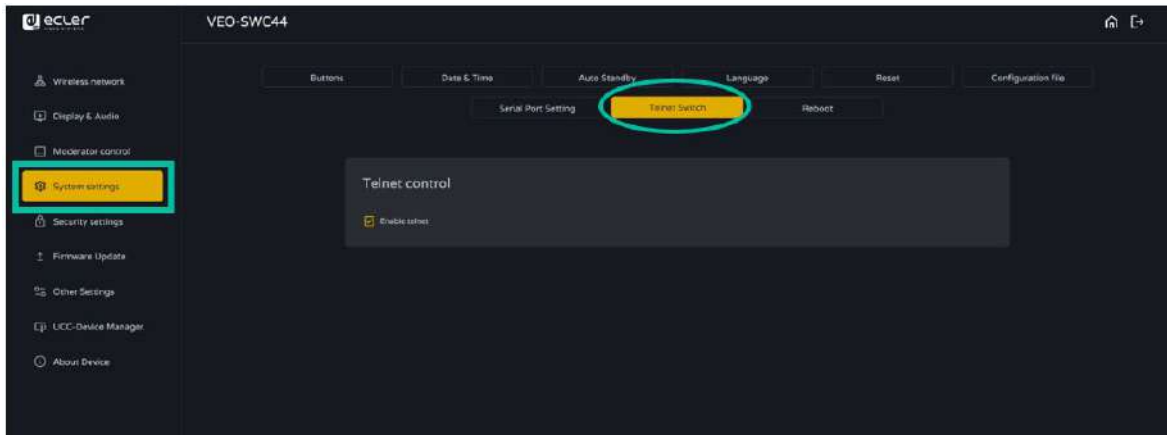 ecler
VEO-SWC44
Wireless network
Display & Audio
Moderator control
System settings
Security settings
Firmware Update
Other Settings
UCC-Device Manager
About Device
Buttons
Date & Time
Auto Standby
Language
Reset
Configuration file
Serial Port Setting
Telnet Switch
Reboot
Telnet control
Enable telnet